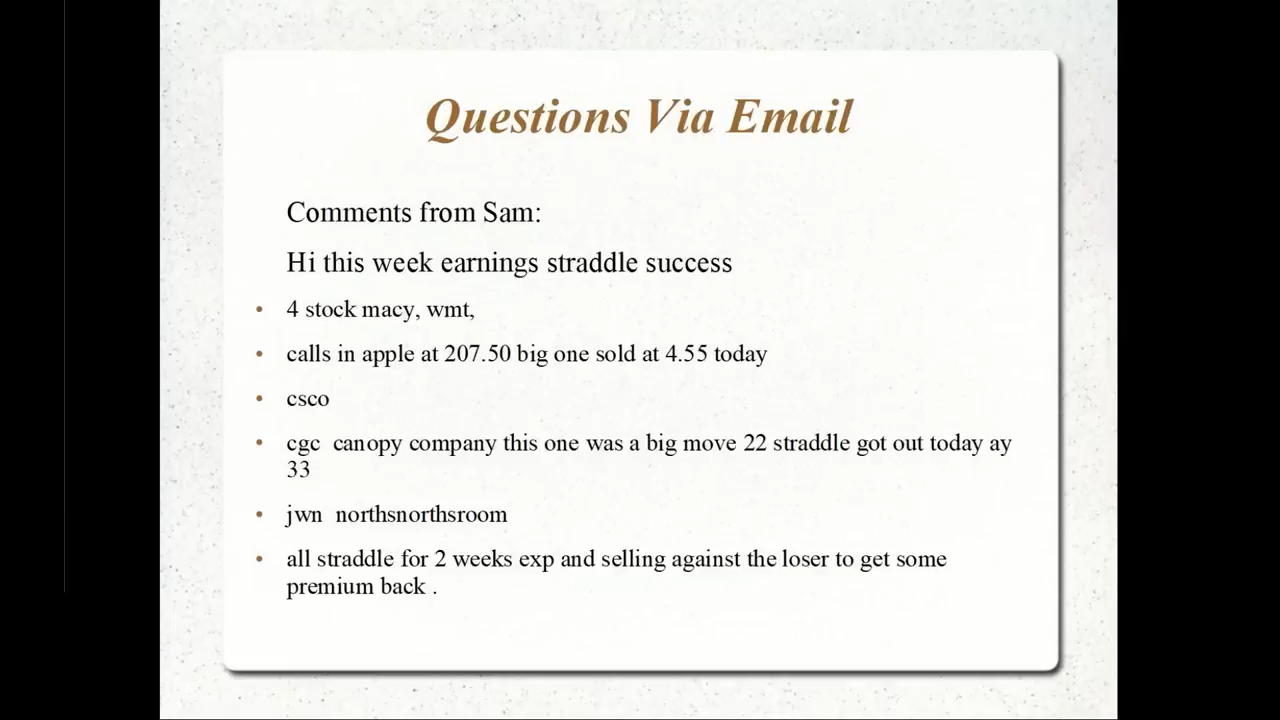 Questions Via Email
Comments from Sam:
Hi this week earnings straddle success
• 4 stock macy, wmt,
• calls in apple at 207.50 big one sold at 4.55 today
• csco
• cgc  canopy company this one was a big move 22 straddle got out today ay
33
• jwn  northsnorthsroom
• all straddle for 2 weeks exp and selling against the loser to get some
premium back .